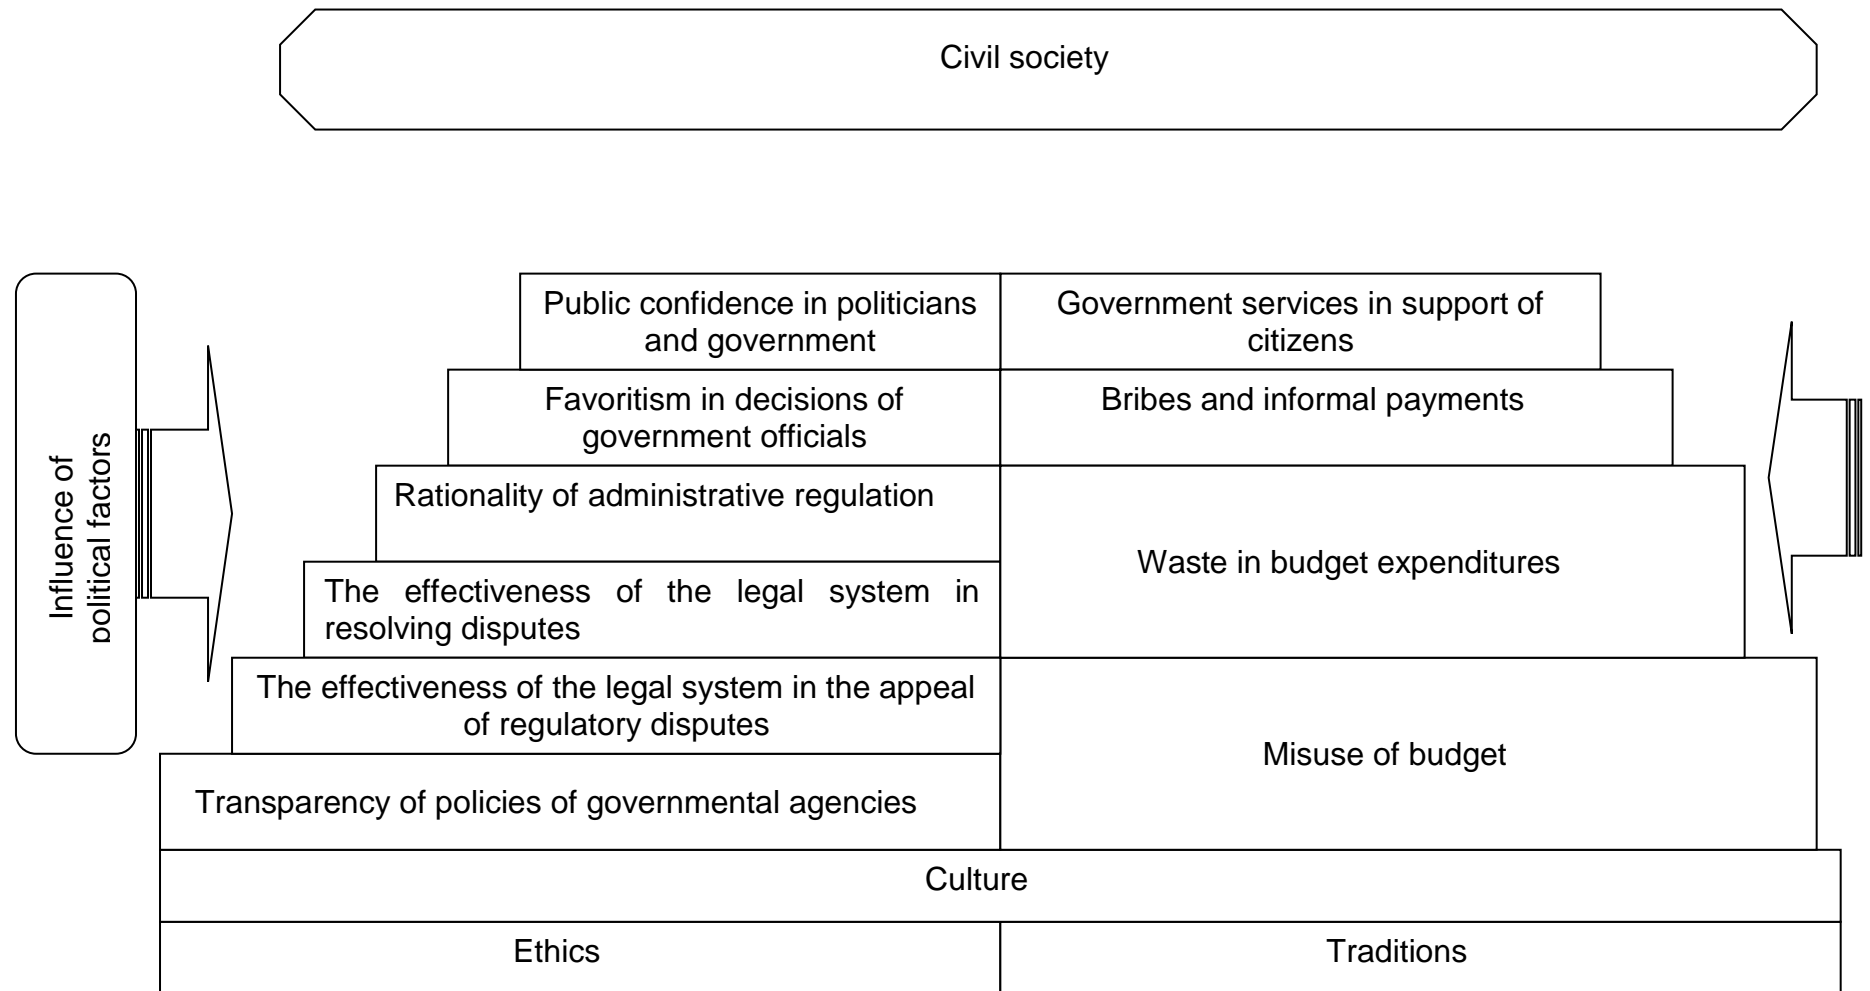 Civil society
Influence of
political factors
Public confidence in politicians
and government
Government services in support of
citizens
Favoritism in decisions of
government officials
Bribes and informal payments
Rationality of administrative regulation
Waste in budget expenditures
The effectiveness of the legal system in
resolving disputes
The effectiveness of the legal system in the appeal
of regulatory disputes
Misuse of budget
Transparency of policies of governmental agencies
Culture
Ethics
Traditions